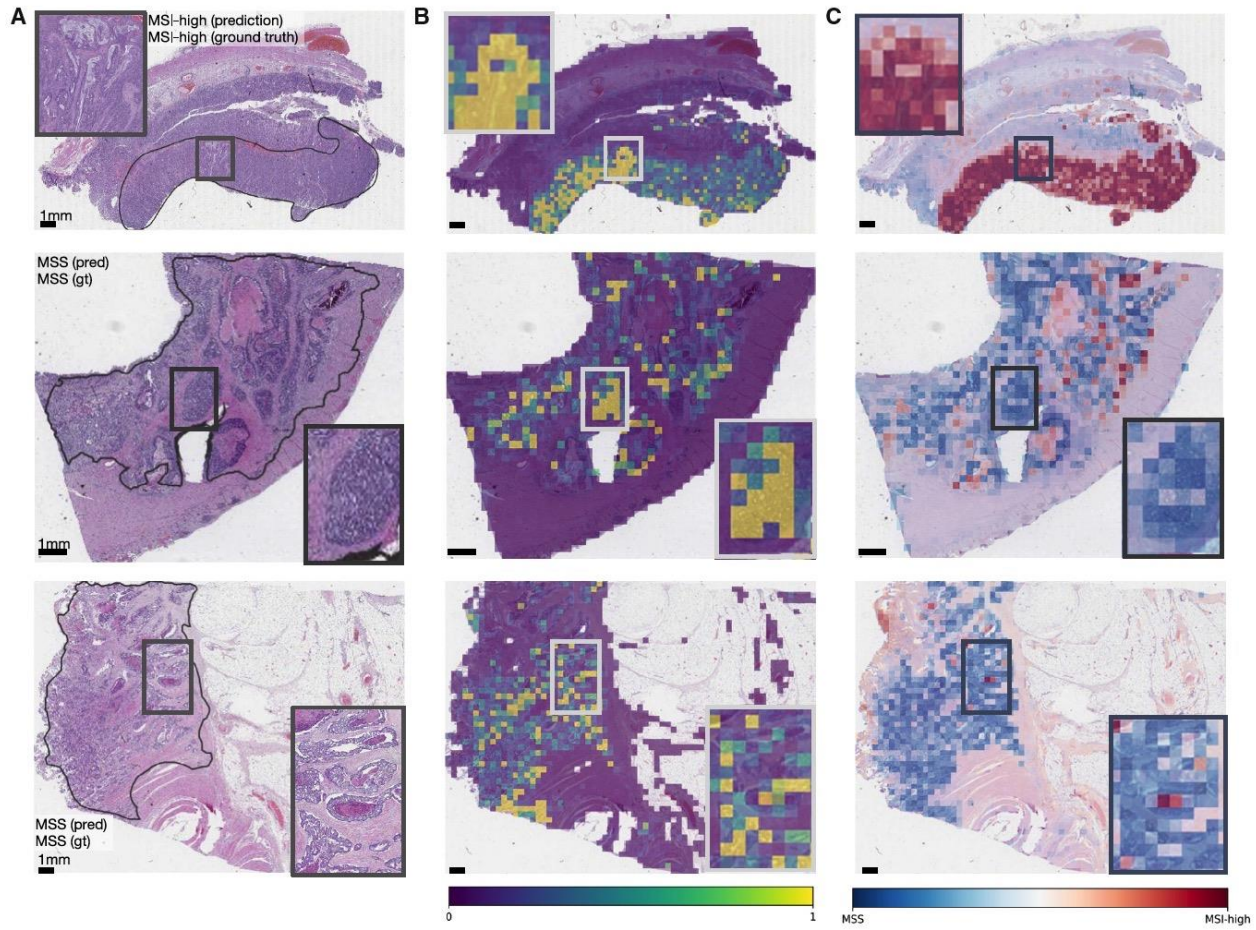 A
B
C
MSI-high (prediction)
MSI-high (ground truth)
1mm
MSS (pred)
MSS (gt)
1mm
MSS (pred)
MSS (gt)
1mm
0
1
MSS
MSI-high